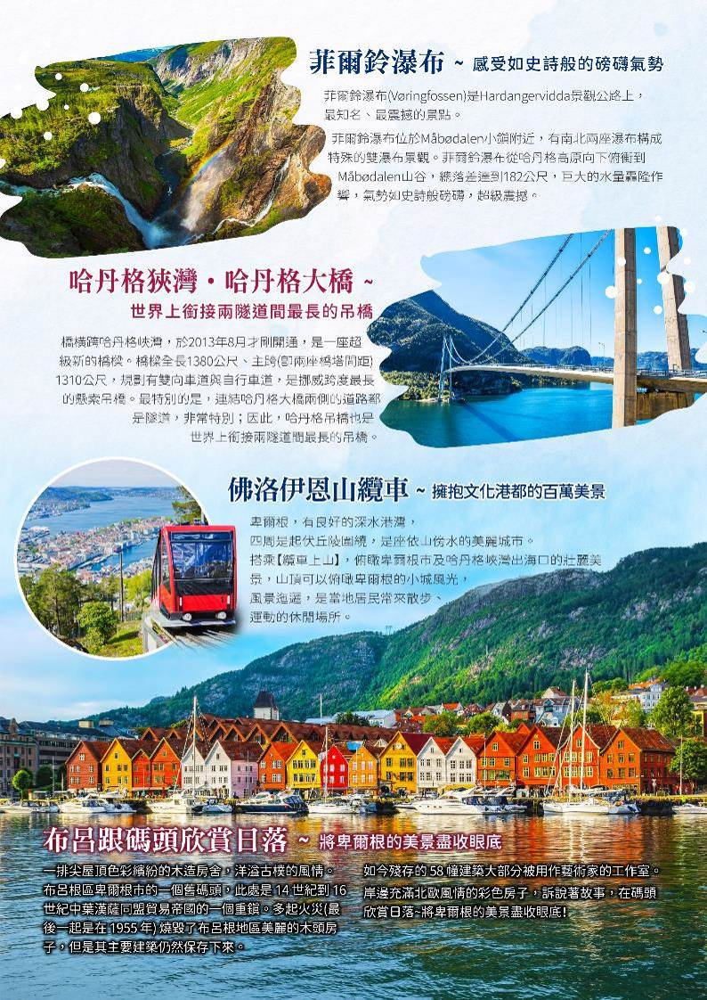 菲爾鈴瀑布 ~ 感受如史詩般的磅礡氣勢
菲爾鈴瀑布(Vøringfossen)是Hardangervidda景觀公路上，
最知名、最震撼的景點。
菲爾鈴瀑布位於Måbødalen小鎮附近，有南北兩座瀑布構成
特殊的雙瀑布景觀。菲爾鈴瀑布從哈丹格高原向下俯衝到
Måbødalen山谷，總落差達到182公尺，巨大的水量轟隆作
響，氣勢如史詩般磅礡，超級震撼。
哈丹格狹灣・哈丹格大橋 ~
世界上銜接兩隧道間最長的吊橋
橋橫跨哈丹格峽灣，於2013年8月才剛開通，是一座超
級新的橋樑。橋樑全長1380公尺、主跨(即兩座橋塔間距)
1310公尺，規劃有雙向車道與自行車道，是挪威跨度最長
的懸索吊橋。最特別的是，連結哈丹格大橋兩側的道路都
是隧道，非常特別；因此，哈丹格吊橋也是
世界上銜接兩隧道間最長的吊橋。
佛洛伊恩山纜車 ~ 擁抱文化港都的百萬美景
卑爾根，有良好的深水港灣，
四周是起伏丘陵圍繞，是座依山傍水的美麗城市。
搭乘【纜車上山】，俯瞰卑爾根市及哈丹格峽灣出海口的壯麗美
景，山頂可以俯瞰卑爾根的小城風光，
風景迤邐，是當地居民常來散步、
運動的休閒場所。
布呂跟碼頭欣賞日落 ~ 將卑爾根的美景盡收眼底
一排尖屋頂色彩繽紛的木造房舍，洋溢古樸的風情。
布呂根區卑爾根市的一個舊碼頭，此處是 14 世紀到 16
世紀中葉漢薩同盟貿易帝國的一個重鎮。多起火災(最
後一起是在 1955 年) 燒毀了布呂根地區美麗的木頭房
子，但是其主要建築仍然保存下來。
如今殘存的 58 幢建築大部分被用作藝術家的工作室。
岸邊充滿北歐風情的彩色房子，訴說著故事，在碼頭
欣賞日落~將卑爾根的美景盡收眼底!